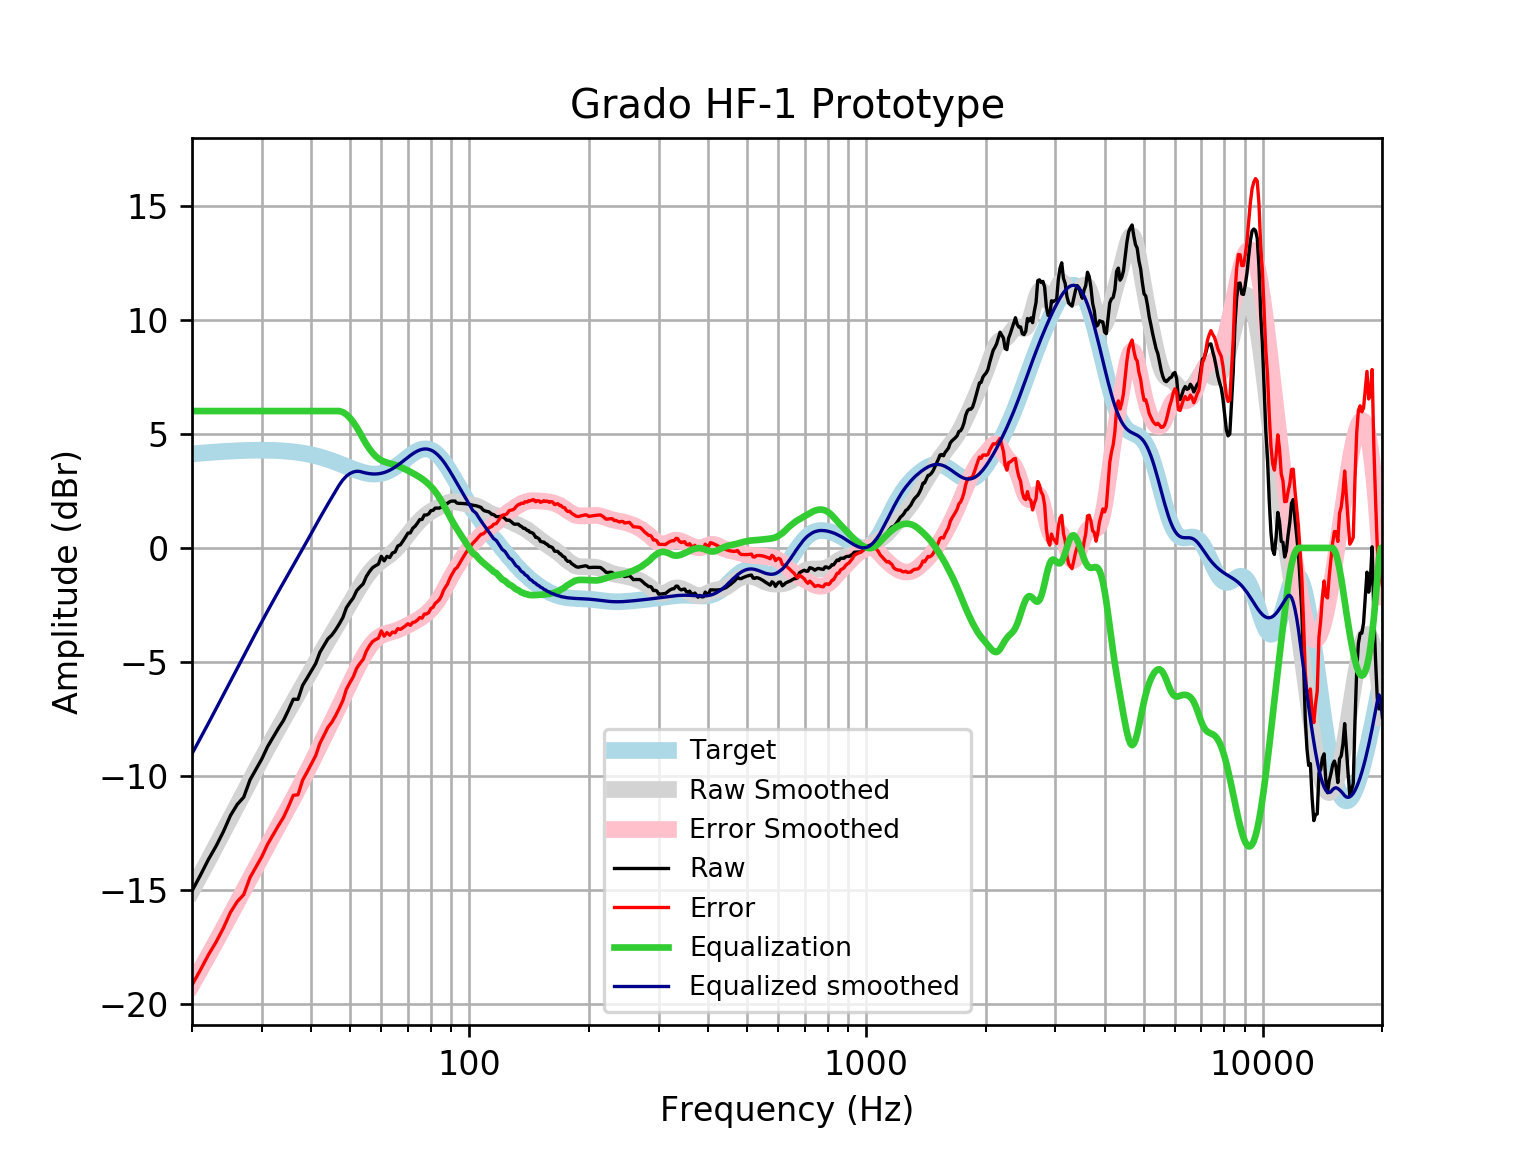 Grado HF-1 Prototype
15
10
5
0
−5
−10
−15
−20
Amplitude (dBr)
Target
Raw Smoothed
Error Smoothed
Raw
Error
Equalization
Equalized smoothed
100
1000
10000
Frequency (Hz)